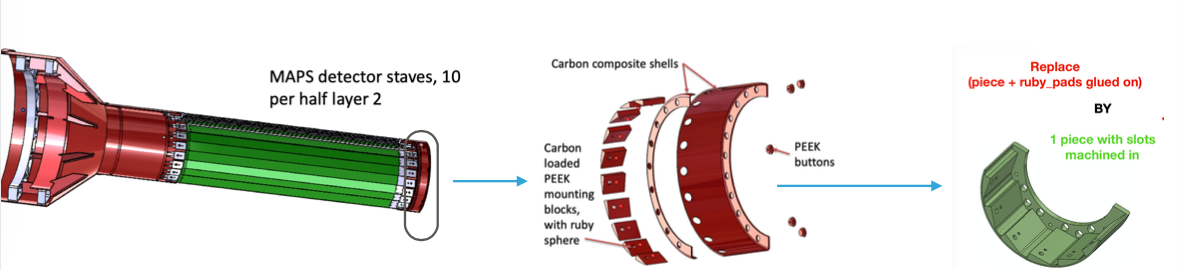 MAPS detector staves, 10
per half layer 2
Carbon composite shells
Carbon
loaded
PEEK
mounting
blocks,
with ruby
sphere
PEEK
buttons
Replace
(piece + ruby_pads glued on)
BY
1 piece with slots
machined in